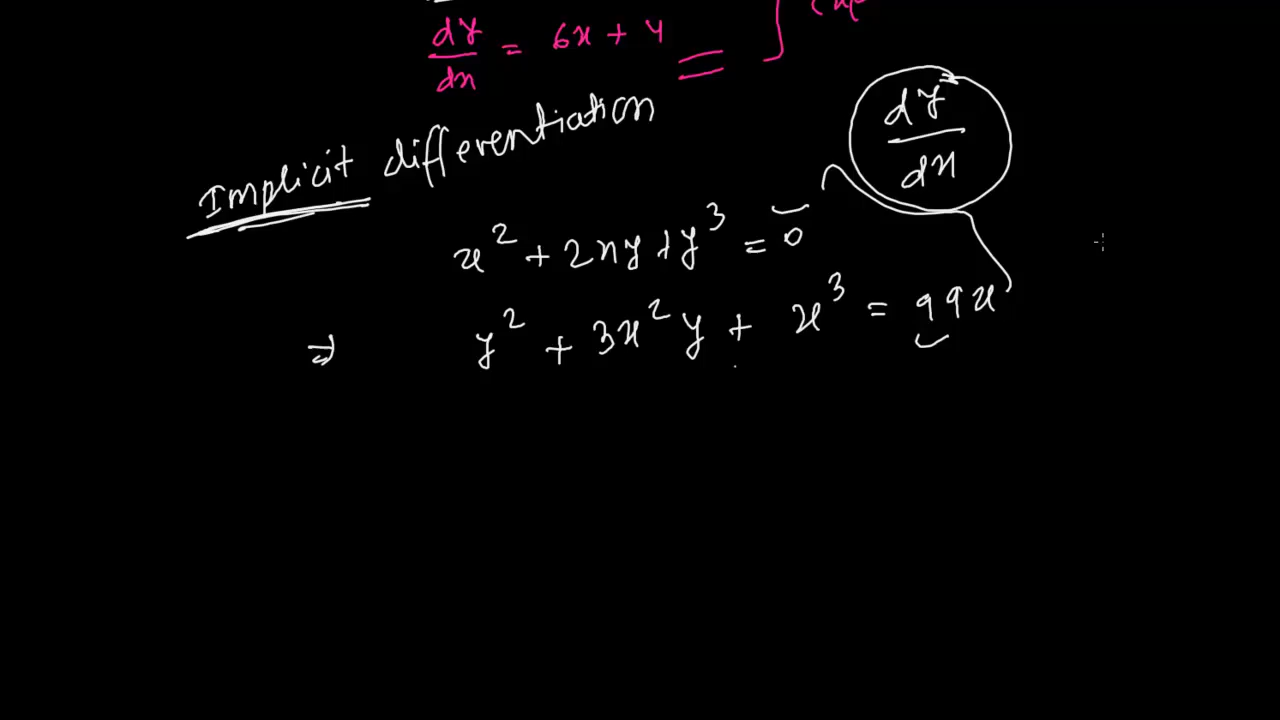 dy/dx = 6x + 4
Implicit differentiation
dy/dx
x² + 2xy + y³ = 0
⇒ y² + 3x²y + x³ = 99x